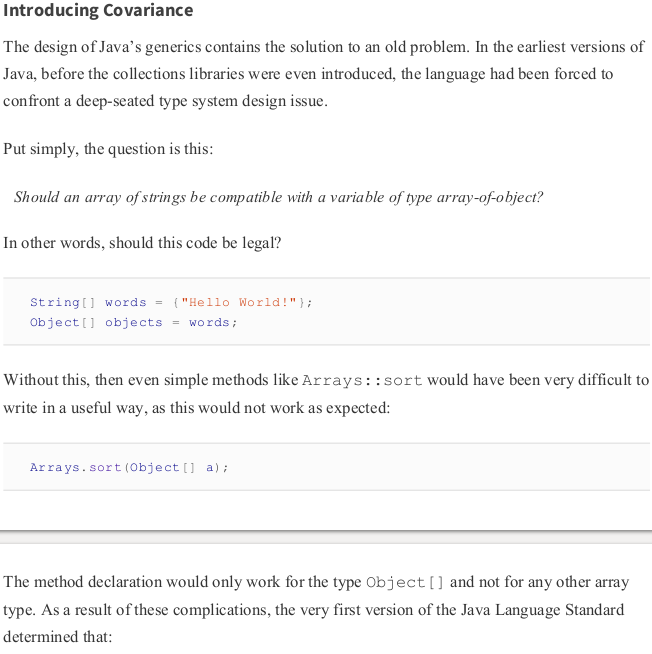 Introducing Covariance
The design of Java’s generics contains the solution to an old problem. In the earliest versions of
Java, before the collections libraries were even introduced, the language had been forced to
confront a deep-seated type system design issue.
Put simply, the question is this:
Should an array of strings be compatible with a variable of type array-of-object?
In other words, should this code be legal?
String[] words = {"Hello World!"};
Object[] objects = words;
Without this, then even simple methods like Arrays::sort would have been very difficult to
write in a useful way, as this would not work as expected:
Arrays.sort(Object[] a);
The method declaration would only work for the type Object[] and not for any other array
type. As a result of these complications, the very first version of the Java Language Standard
determined that: